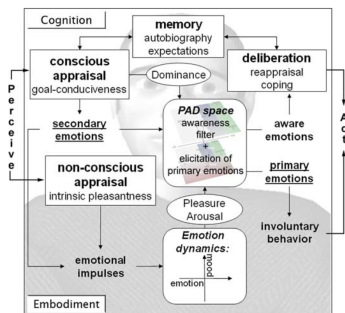 Cognition
memory
autobiography
expectations
conscious
appraisal
goal-conduciveness
Dominance
deliberation
reappraisal
coping
Perceive
secondary
emotions
PAD space
awareness
filter
+
elicitation of
primary emotions
aware
emotions
Act
non-conscious
appraisal
intrinsic pleasantness
primary
emotions
Pleasure
Arousal
involuntary
behavior
emotional
impulses
Emotion
dynamics:
mood
emotion
Embodiment